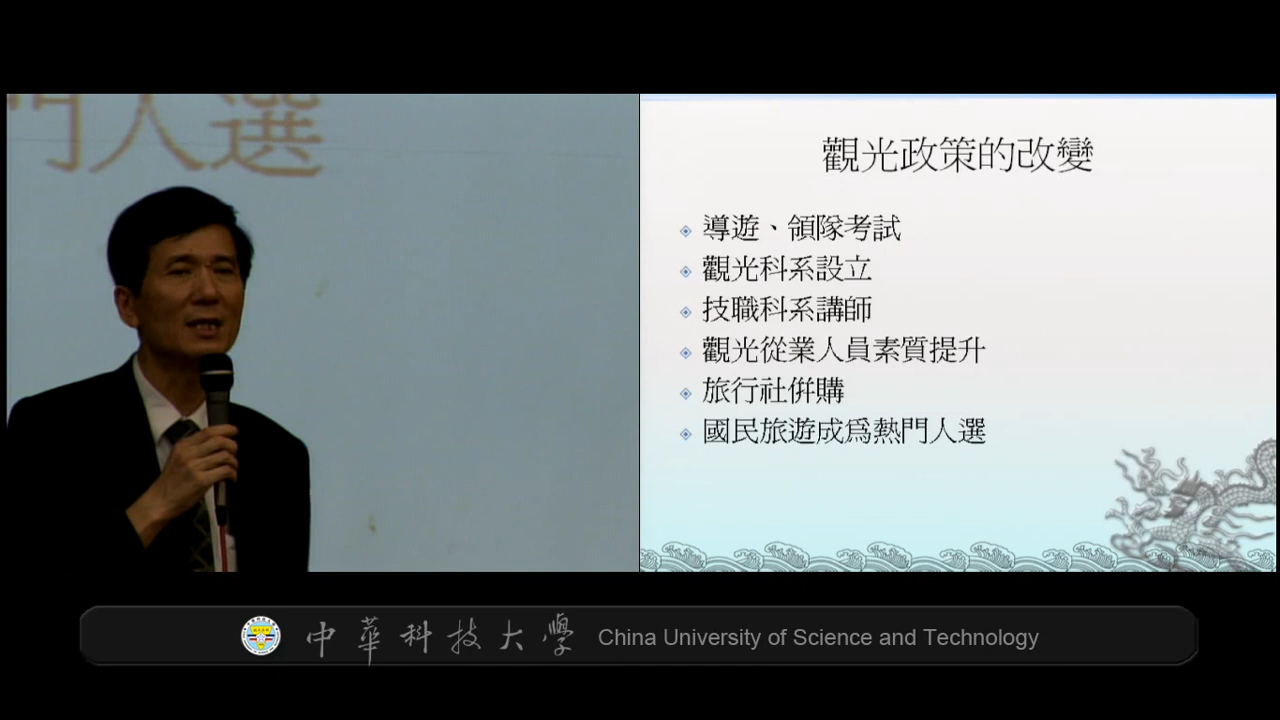 門人選
觀光政策的改變
導遊、領隊考試
觀光科系設立
技職科系講師
觀光從業人員素質提升
旅行社併購
國民旅遊成為熱門人選
中華科技大學 China University of Science and Technology